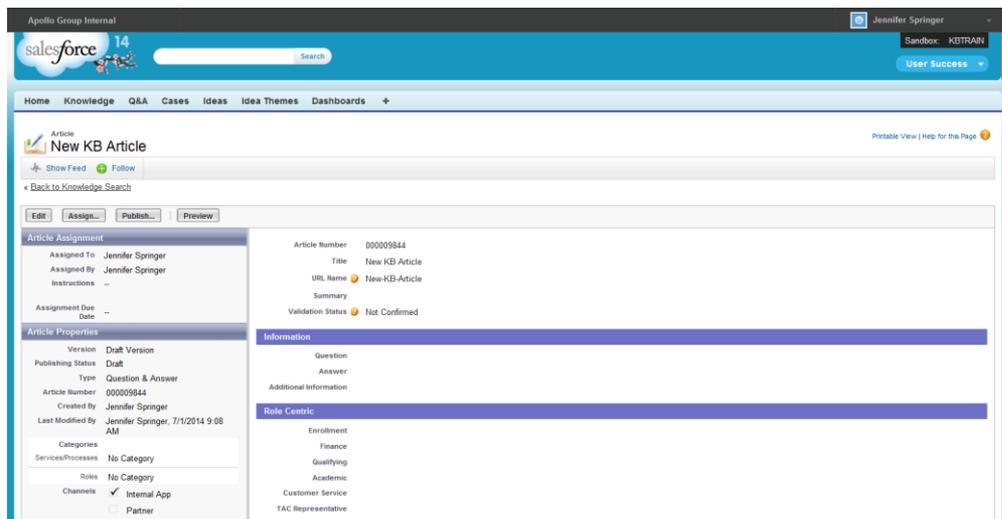 Apollo Group Internal
Jennifer Springer
salesforce 14
Search
Sandbox: KBTRAIN
User Success
Home Knowledge Q&A Cases Ideas Idea Themes Dashboards +
Article
New KB Article
Printable View | Help for this Page
Show Feed Follow
« Back to Knowledge Search
Edit Assign... Publish... Preview
Article Assignment
Assigned To Jennifer Springer
Assigned By Jennifer Springer
Instructions --
Assignment Due Date --
Article Properties
Version Draft Version
Publishing Status Draft
Type Question & Answer
Article Number 000009844
Created By Jennifer Springer
Last Modified By Jennifer Springer, 7/1/2014 9:08
AM
Categories
Services/Processes No Category
Roles No Category
Channels Internal App
Partner
Article Number 000009844
Title New KB Article
URL Name New-KB-Article
Summary
Validation Status Not Confirmed
Information
Question
Answer
Additional Information
Role Centric
Enrollment
Finance
Qualifying
Academic
Customer Service
TAC Representative